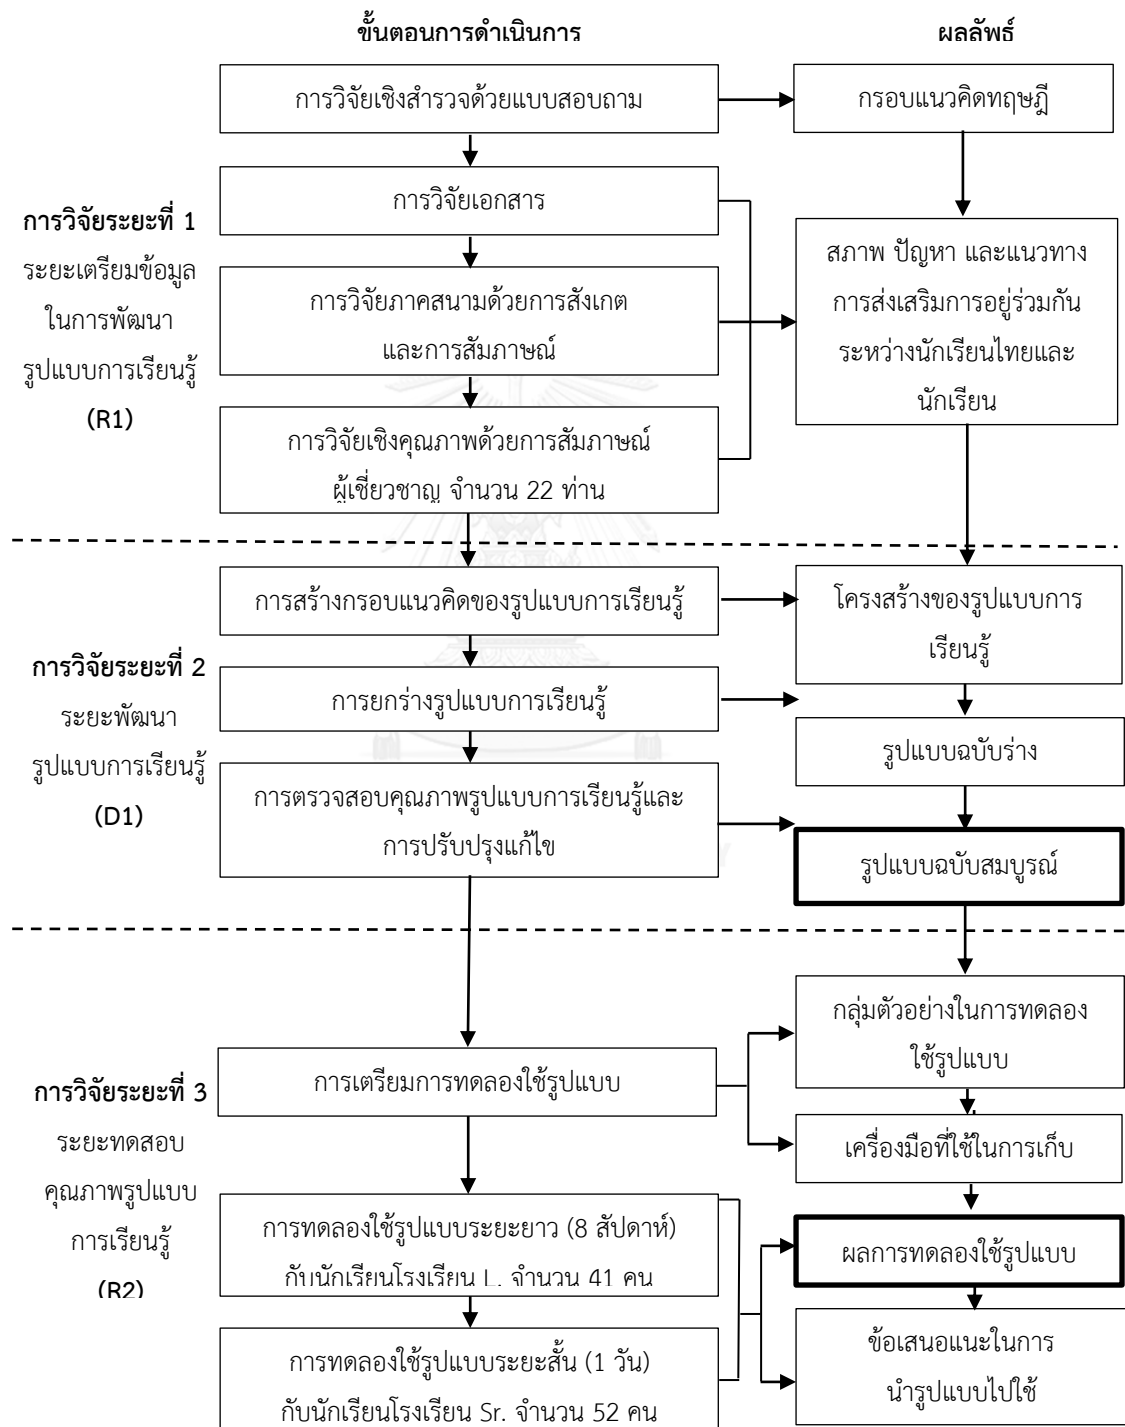 ขั้นตอนการดำเนินการ
ผลลัพธ์
การวิจัยเชิงสำรวจด้วยแบบสอบถาม
กรอบแนวคิดทฤษฎี
การวิจัยระยะที่ 1
ระยะเตรียมข้อมูล
ในการพัฒนา
รูปแบบการเรียนรู้
(R1)
การวิจัยเอกสาร
การวิจัยภาคสนามด้วยการสังเกต
และการสัมภาษณ์
การวิจัยเชิงคุณภาพด้วยการสัมภาษณ์
ผู้เชี่ยวชาญ จำนวน 22 ท่าน
สภาพ ปัญหา และแนวทาง
การส่งเสริมการอยู่ร่วมกัน
ระหว่างนักเรียนไทยและ
นักเรียน
การวิจัยระยะที่ 2
ระยะพัฒนา
รูปแบบการเรียนรู้
(D1)
การสร้างกรอบแนวคิดของรูปแบบการเรียนรู้
โครงสร้างของรูปแบบการ
เรียนรู้
การยกร่างรูปแบบการเรียนรู้
รูปแบบฉบับร่าง
การตรวจสอบคุณภาพรูปแบบการเรียนรู้และ
การปรับปรุงแก้ไข
รูปแบบฉบับสมบูรณ์
การวิจัยระยะที่ 3
ระยะทดสอบ
คุณภาพรูปแบบ
การเรียนรู้
(R2)
การเตรียมการทดลองใช้รูปแบบ
กลุ่มตัวอย่างในการทดลอง
ใช้รูปแบบ
เครื่องมือที่ใช้ในการเก็บ
การทดลองใช้รูปแบบระยะยาว (8 สัปดาห์)
กับนักเรียนโรงเรียน L. จำนวน 41 คน
ผลการทดลองใช้รูปแบบ
การทดลองใช้รูปแบบระยะสั้น (1 วัน)
กับนักเรียนโรงเรียน Sr. จำนวน 52 คน
ข้อเสนอแนะในการ
นำรูปแบบไปใช้